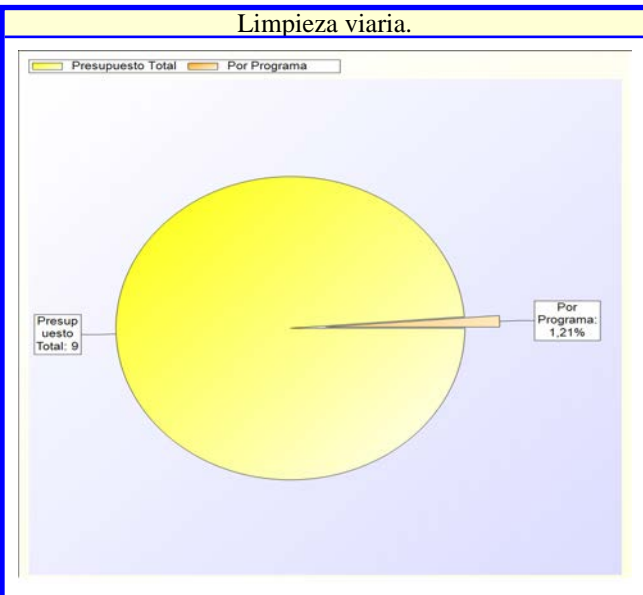 Limpieza viaria.
Presupuesto Total Por Programa
Presup
uesto
Total: 9
Por
Programa:
1,21%